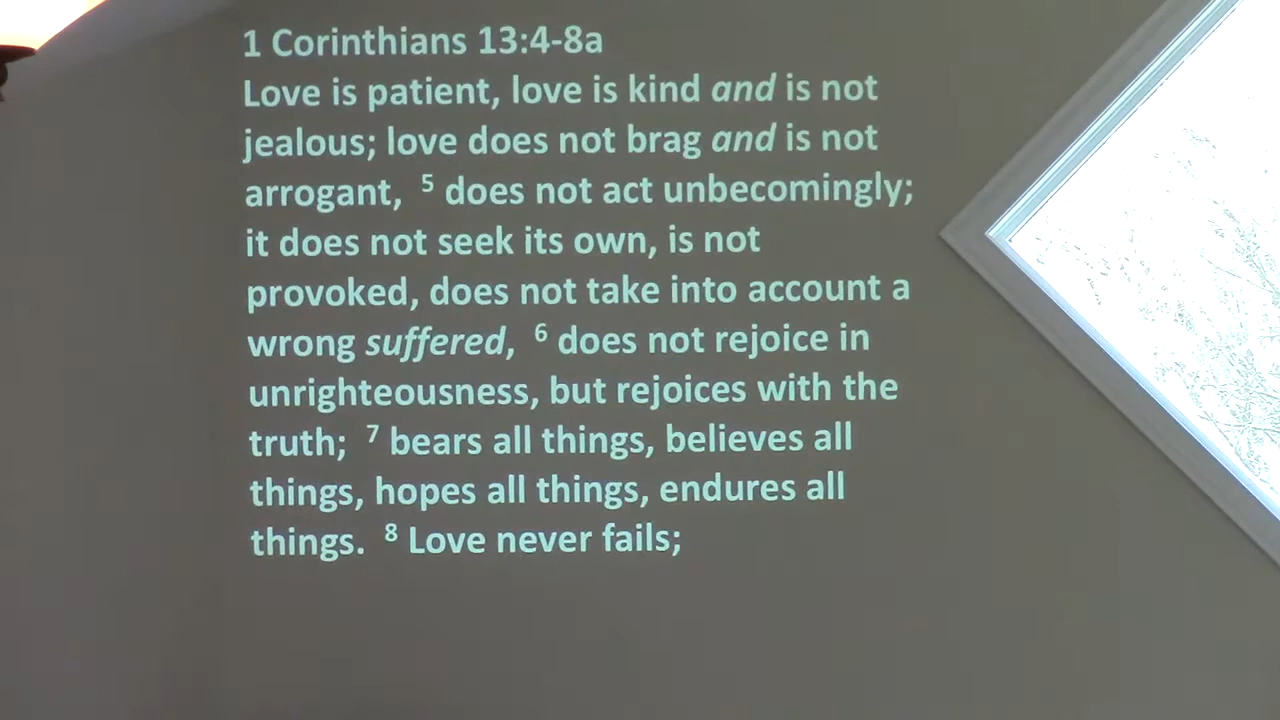 1 Corinthians 13:4-8a
Love is patient, love is kind and is not
jealous; love does not brag and is not
arrogant, 5 does not act unbecomingly;
it does not seek its own, is not
provoked, does not take into account a
wrong suffered, 6 does not rejoice in
unrighteousness, but rejoices with the
truth; 7 bears all things, believes all
things, hopes all things, endures all
things. 8 Love never fails;